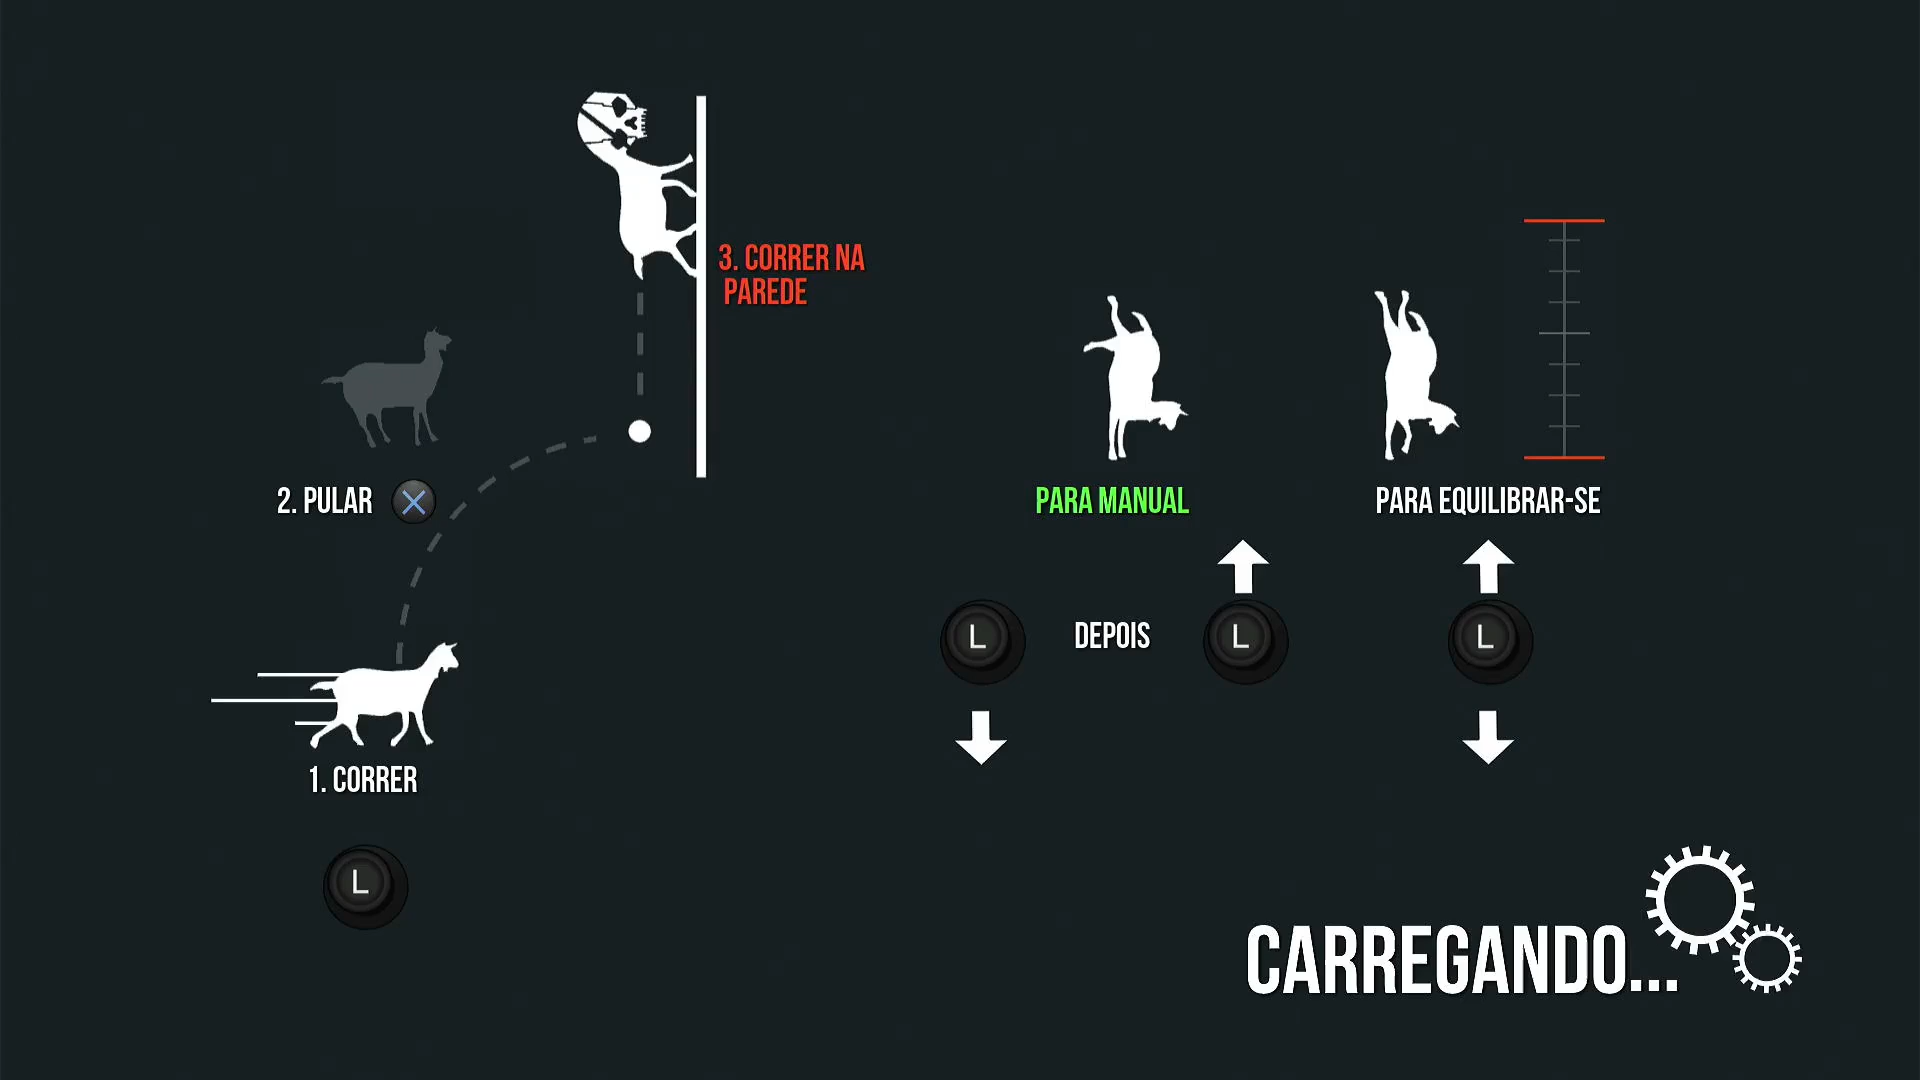 3. CORRER NA
PAREDE
2. PULAR
1. CORRER
L
PARA MANUAL
PARA EQUILIBRAR-SE
L
DEPOIS
L
L
CARREGANDO...